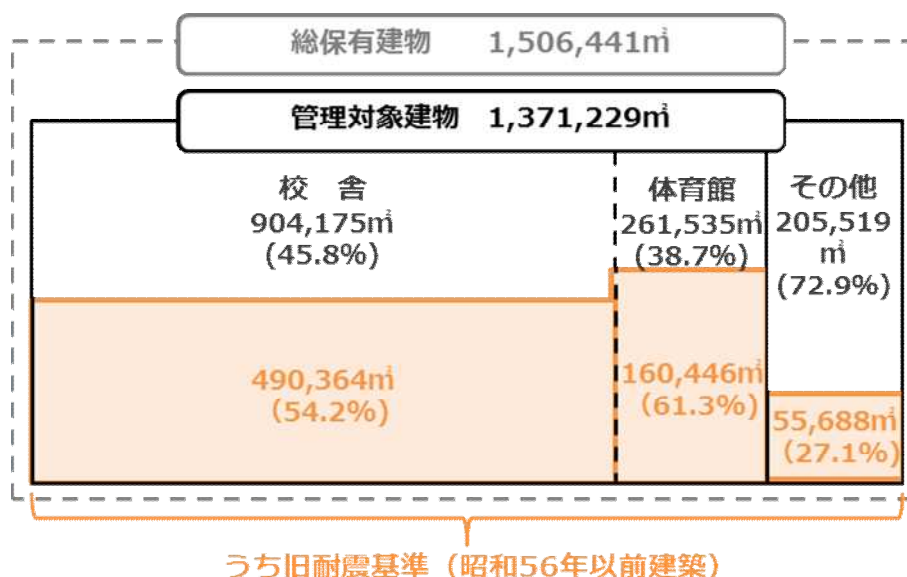 総保有建物 1,506,441㎡
管理対象建物 1,371,229㎡
校 舎
904,175㎡
(45.8%)
体育館
261,535㎡
(38.7%)
その他
205,519
㎡
(72.9%)
490,364㎡
(54.2%)
160,446㎡
(61.3%)
55,688㎡
(27.1%)
うち旧耐震基準（昭和56年以前建築）